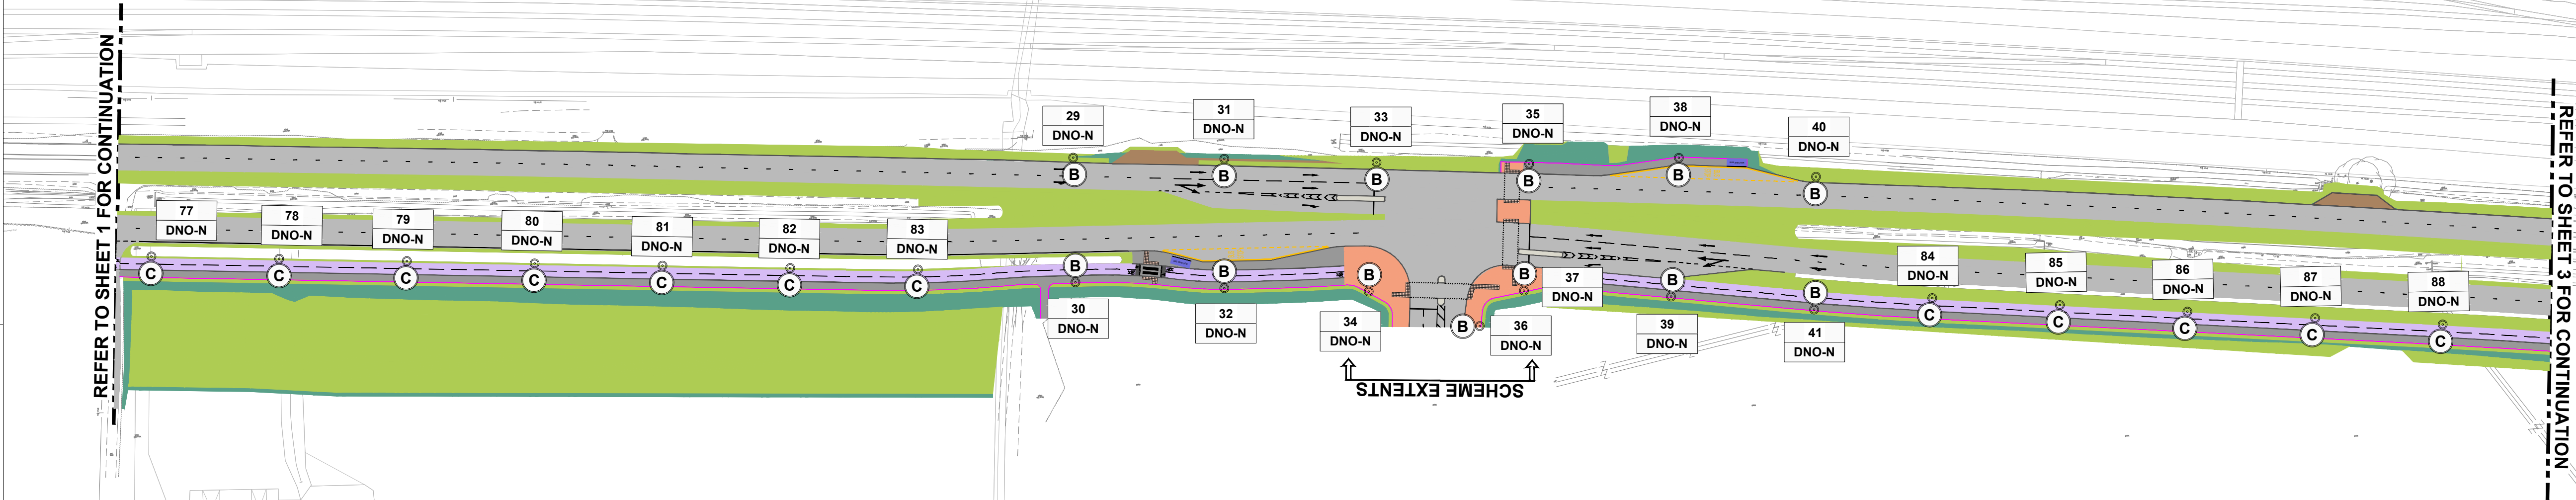 REFER TO SHEET 1 FOR CONTINUATION
29
DNO-N
31
DNO-N
33
DNO-N
35
DNO-N
38
DNO-N
40
DNO-N
B
B
B
B
B
B
77
DNO-N
78
DNO-N
79
DNO-N
80
DNO-N
81
DNO-N
82
DNO-N
83
DNO-N
84
DNO-N
85
DNO-N
86
DNO-N
87
DNO-N
88
DNO-N
C
C
C
C
C
C
C
B
B
B
B
B
B
B
C
C
C
C
C
30
DNO-N
32
DNO-N
34
DNO-N
36
DNO-N
37
DNO-N
39
DNO-N
41
DNO-N
SCHEME EXTENTS
REFER TO SHEET 3 FOR CONTINUATION